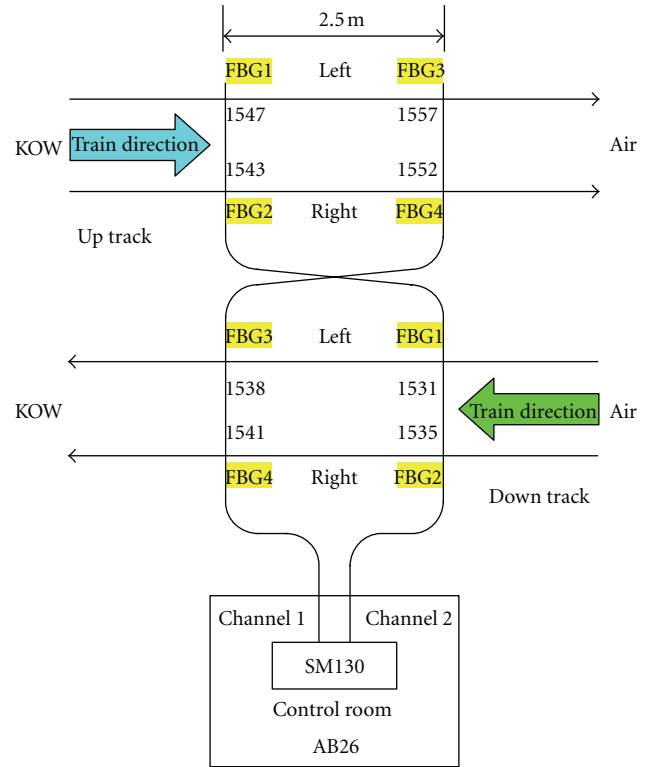 2.5 m
FBG1 Left FBG3
1547 1557
KOW Train direction Air
1543 1552
FBG2 Right FBG4
Up track
FBG3 Left FBG1
1538 1531
KOW Train direction Air
1541 1535
FBG4 Right FBG2
Down track
Channel 1 Channel 2
SM130
Control room
AB26